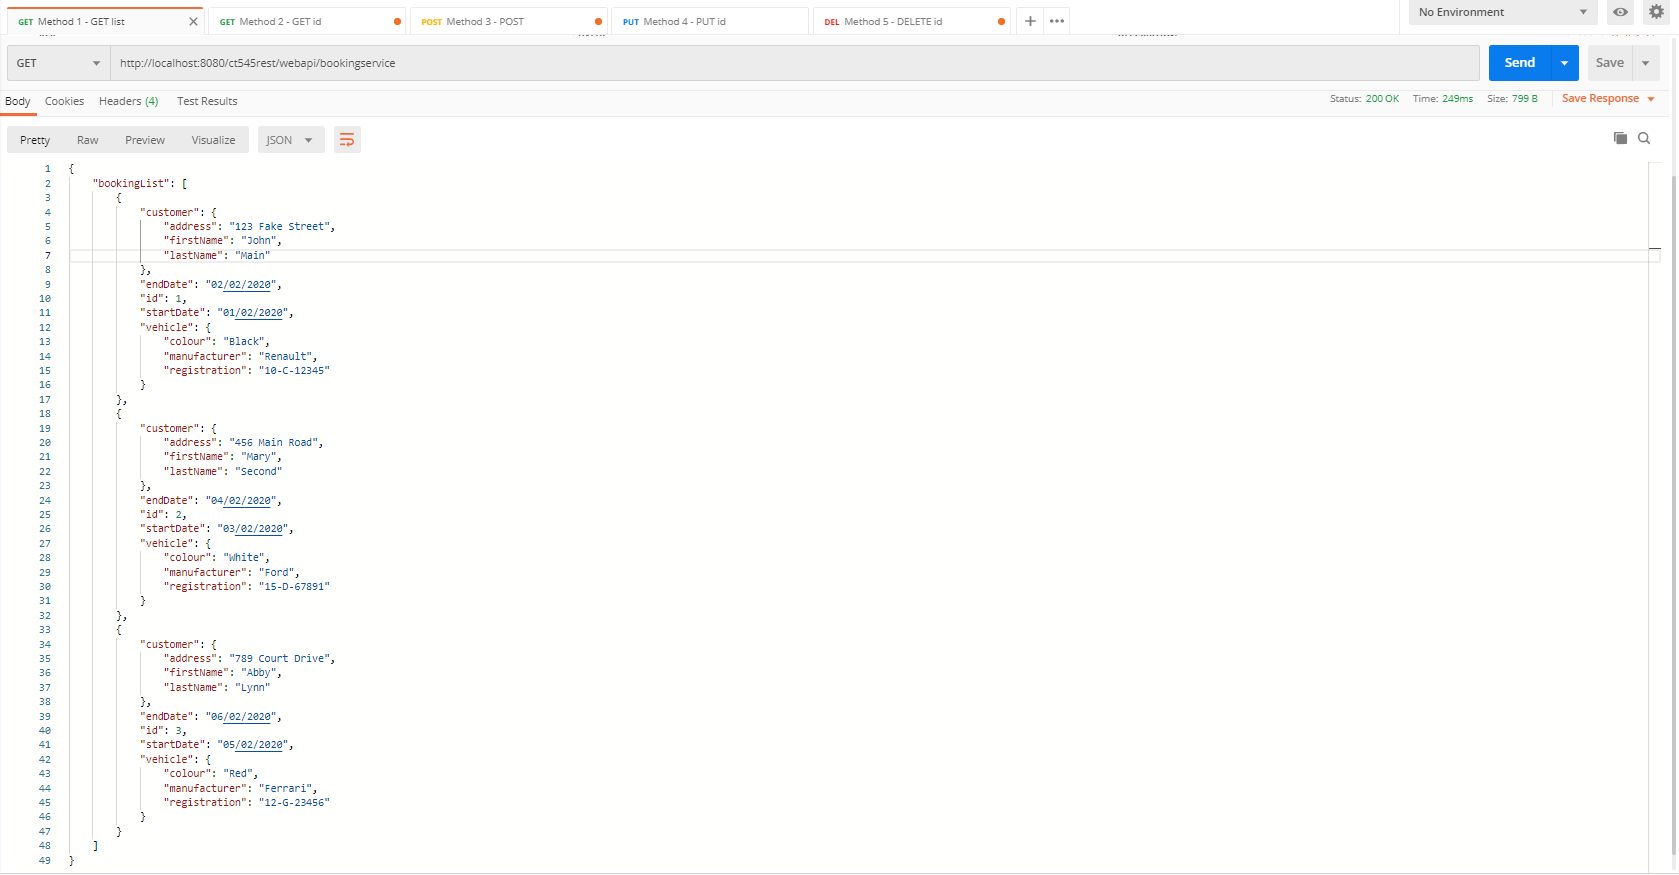 GET Method 1 - GET list
GET Method 2 - GET id
POST Method 3 - POST
PUT Method 4 - PUT id
DEL Method 5 - DELETE id
No Environment
GET
http://localhost:8080/ct545rest/webapi/bookingservice
Send
Save
Body Cookies Headers (4) Test Results
Status: 200 OK Time: 249ms Size: 799 B Save Response
Pretty Raw Preview Visualize JSON
1 {
2 "bookingList": [
3 {
4 "customer": {
5 "address": "123 Fake Street",
6 "firstName": "John",
7 "lastName": "Main"
8 },
9 "endDate": "02/02/2020",
10 "id": 1,
11 "startDate": "01/02/2020",
12 "vehicle": {
13 "colour": "Black",
14 "manufacturer": "Renault",
15 "registration": "10-C-12345"
16 }
17 },
18 {
19 "customer": {
20 "address": "456 Main Road",
21 "firstName": "Mary",
22 "lastName": "Second"
23 },
24 "endDate": "04/02/2020",
25 "id": 2,
26 "startDate": "03/02/2020",
27 "vehicle": {
28 "colour": "White",
29 "manufacturer": "Ford",
30 "registration": "15-D-67891"
31 }
32 },
33 {
34 "customer": {
35 "address": "789 Court Drive",
36 "firstName": "Abby",
37 "lastName": "Lynn"
38 },
39 "endDate": "06/02/2020",
40 "id": 3,
41 "startDate": "05/02/2020",
42 "vehicle": {
43 "colour": "Red",
44 "manufacturer": "Ferrari",
45 "registration": "12-G-23456"
46 }
47 }
48 ]
49 }